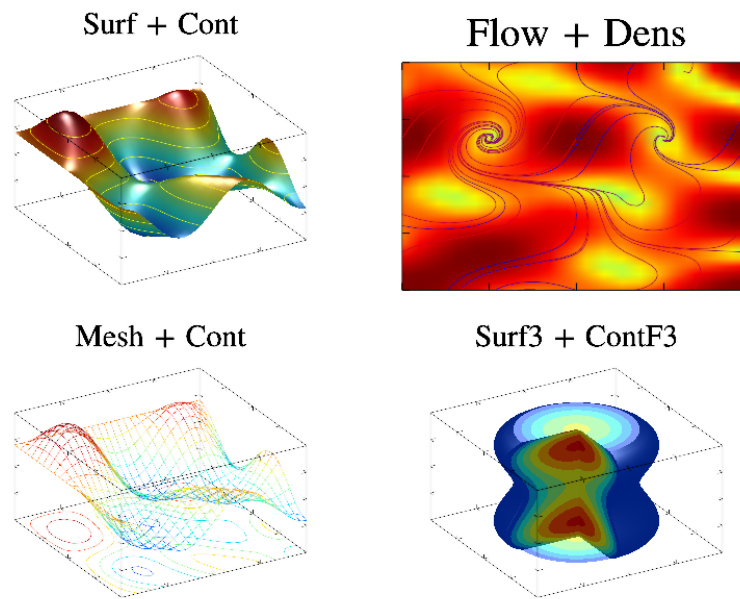 Surf + Cont
Flow + Dens
Mesh + Cont
Surf3 + ContF3